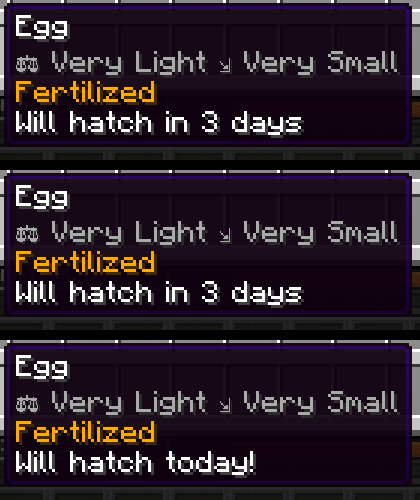 Egg
Very Light ⇲ Very Small
Fertilized
Will hatch in 3 days
Egg
Very Light ⇲ Very Small
Fertilized
Will hatch in 3 days
Egg
Very Light ⇲ Very Small
Fertilized
Will hatch today!